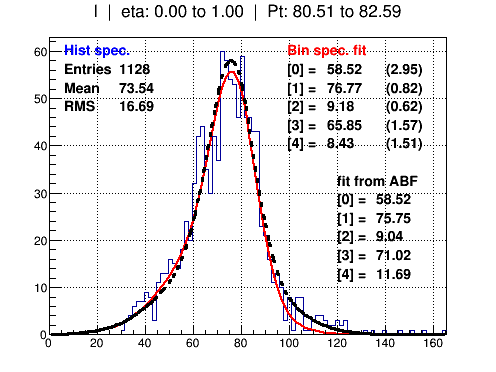 I | eta: 0.00 to 1.00 | Pt: 80.51 to 82.59
Hist spec.
Entries 1128
Mean 73.54
RMS 16.69
Bin spec. fit
[0] = 58.52 (2.95)
[1] = 76.77 (0.82)
[2] = 9.18 (0.62)
[3] = 65.85 (1.57)
[4] = 8.43 (1.51)
fit from ABF
[0] = 58.52
[1] = 75.75
[2] = 9.04
[3] = 71.02
[4] = 11.69
60
50
40
30
20
10
0
0 20 40 60 80 100 120 140 160